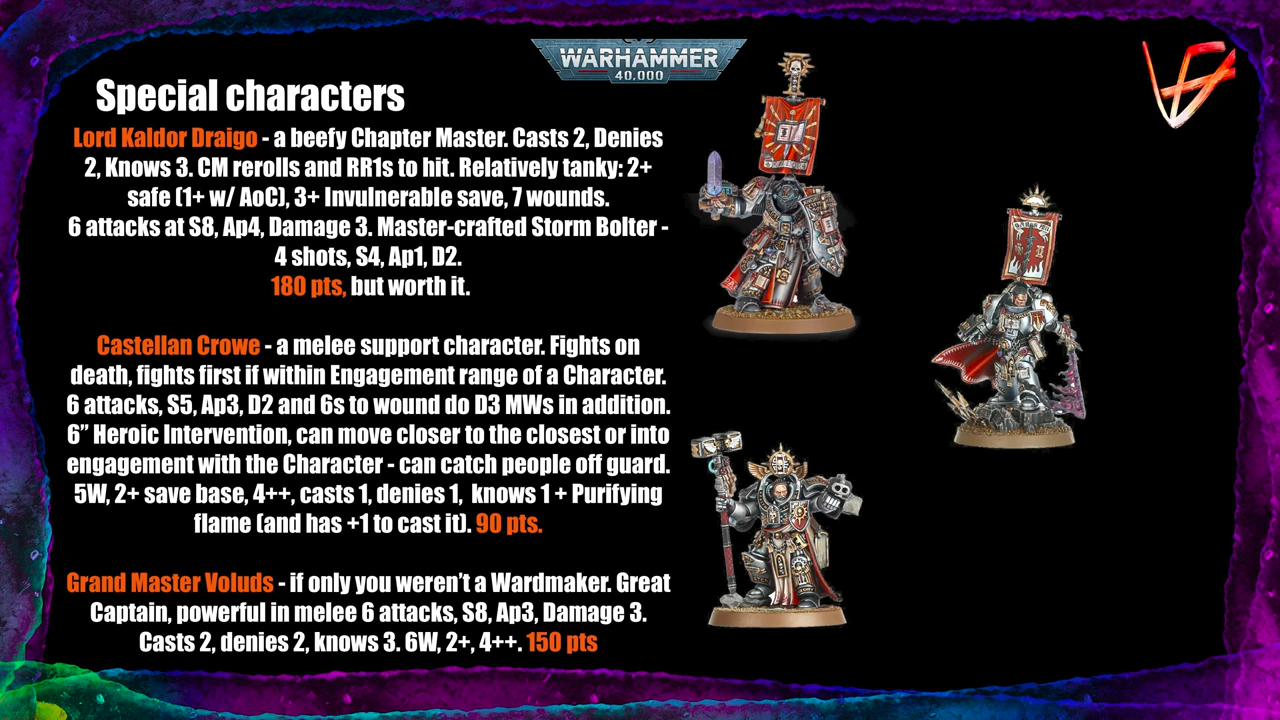 WARHAMMER
40,000
Special characters
Lord Kaldor Draigo - a beefy Chapter Master. Casts 2, Denies
2, Knows 3. CM rerolls and RR1s to hit. Relatively tanky: 2+
safe (1+ w/ AoC), 3+ Invulnerable save, 7 wounds.
6 attacks at S8, Ap4, Damage 3. Master-crafted Storm Bolter -
4 shots, S4, Ap1, D2.
180 pts, but worth it.
Castellan Crowe - a melee support character. Fights on
death, fights first if within Engagement range of a Character.
6 attacks, S5, Ap3, D2 and 6s to wound do D3 MWs in addition.
6” Heroic Intervention, can move closer to the closest or into
engagement with the Character - can catch people off guard.
5W, 2+ save base, 4++, casts 1, denies 1, knows 1 + Purifying
flame (and has +1 to cast it). 90 pts.
Grand Master Voluds - if only you weren’t a Wardmaker. Great
Captain, powerful in melee 6 attacks, S8, Ap3, Damage 3.
Casts 2, denies 2, knows 3. 6W, 2+, 4++. 150 pts